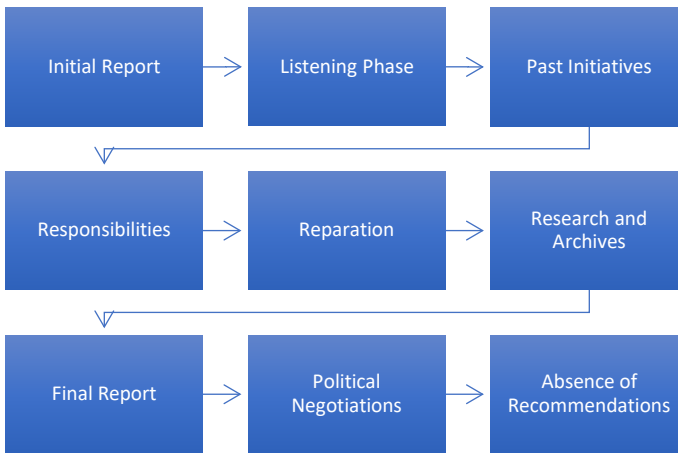 Initial Report
Listening Phase
Past Initiatives
Responsibilities
Reparation
Research and
Archives
Final Report
Political
Negotiations
Absence of
Recommendations